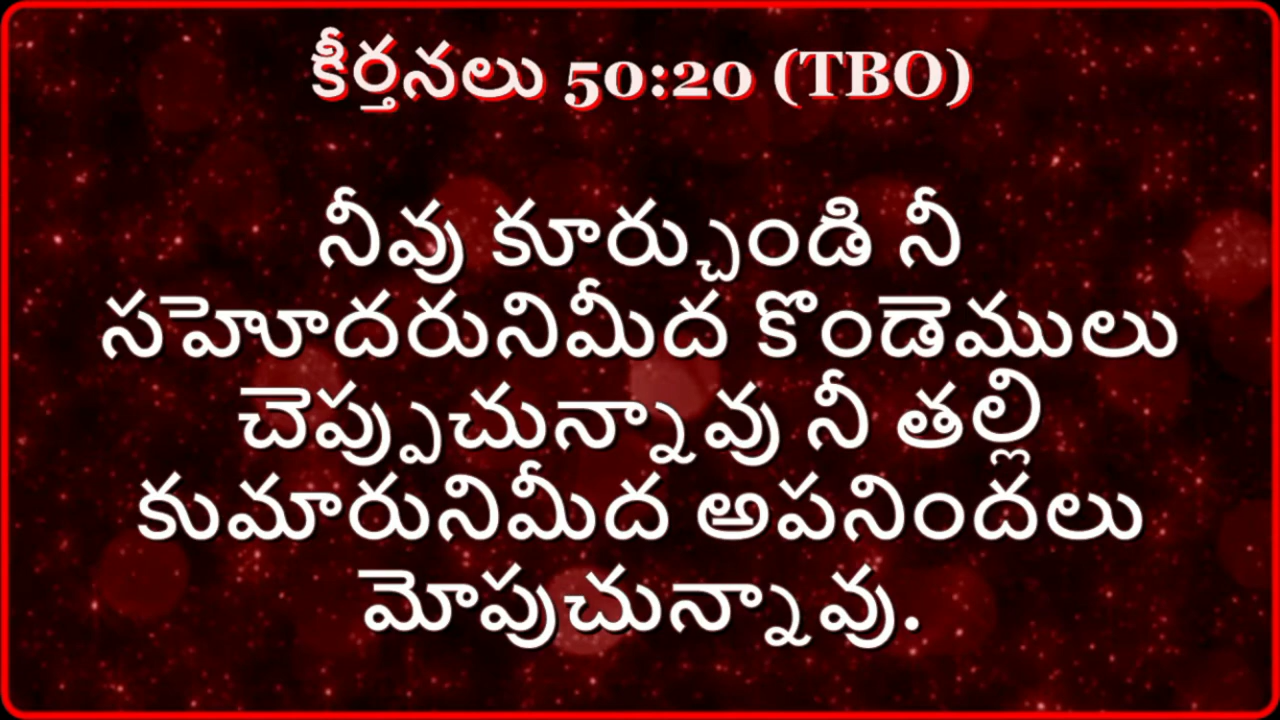 కీర్తనలు 50:20 (TBO)
నీవు కూర్చుండి నీ
సహెూదరునిమీద కొండెములు
చెప్పుచున్నావు నీ తల్లి
కుమారునిమీద అపనిందలు
మోపుచున్నావు.